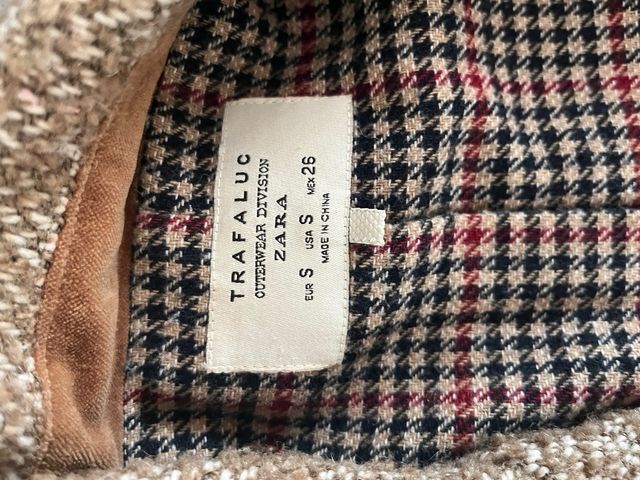 TRAFALUC
OUTERWEAR DIVISION
ZARA
EUR S USA S MEX 26
MADE IN CHINA